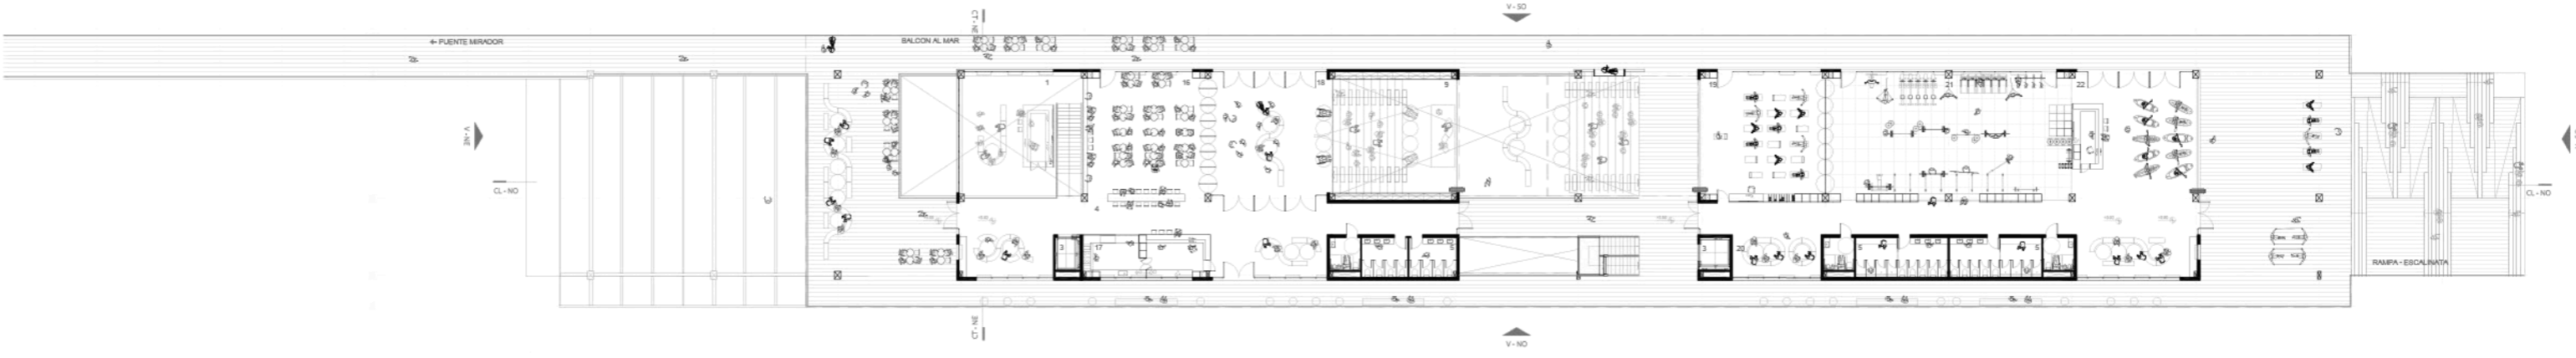 V - SO
CT - NE
← PUENTE MIRADOR
BALCON AL MAR
1
16
18
9
19
21
22
V - NE
CL - NO
CL - NO
4
3
17
5
3
20
5
5
RAMPA - ESCALINATA
CT - NE
V - NO